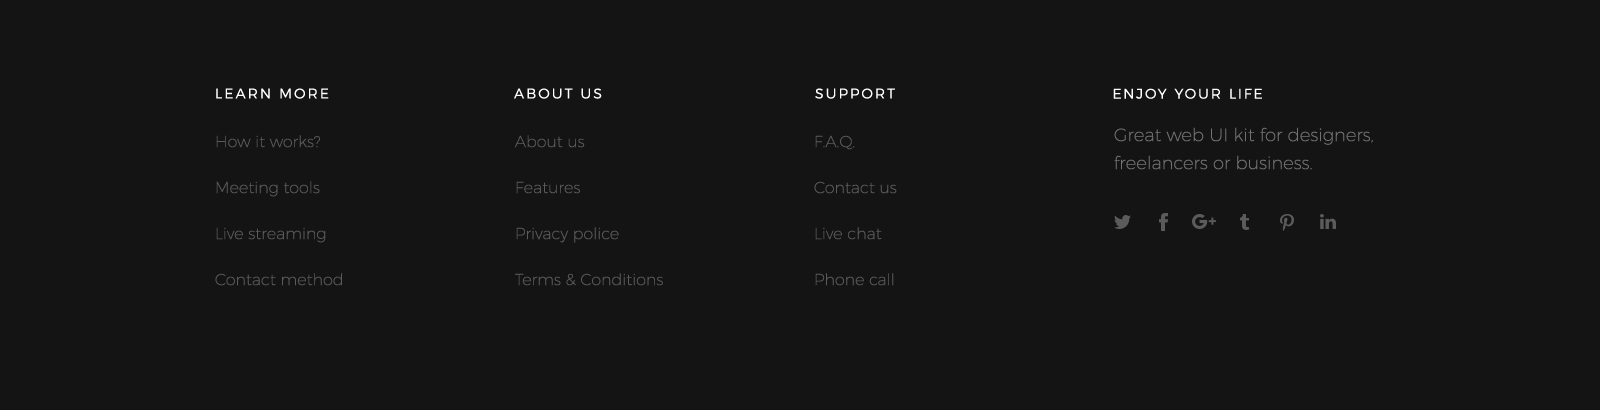 LEARN MORE
How it works?
Meeting tools
Live streaming
Contact method
ABOUT US
About us
Features
Privacy police
Terms & Conditions
SUPPORT
F.A.Q.
Contact us
Live chat
Phone call
ENJOY YOUR LIFE
Great web UI kit for designers,
freelancers or business.